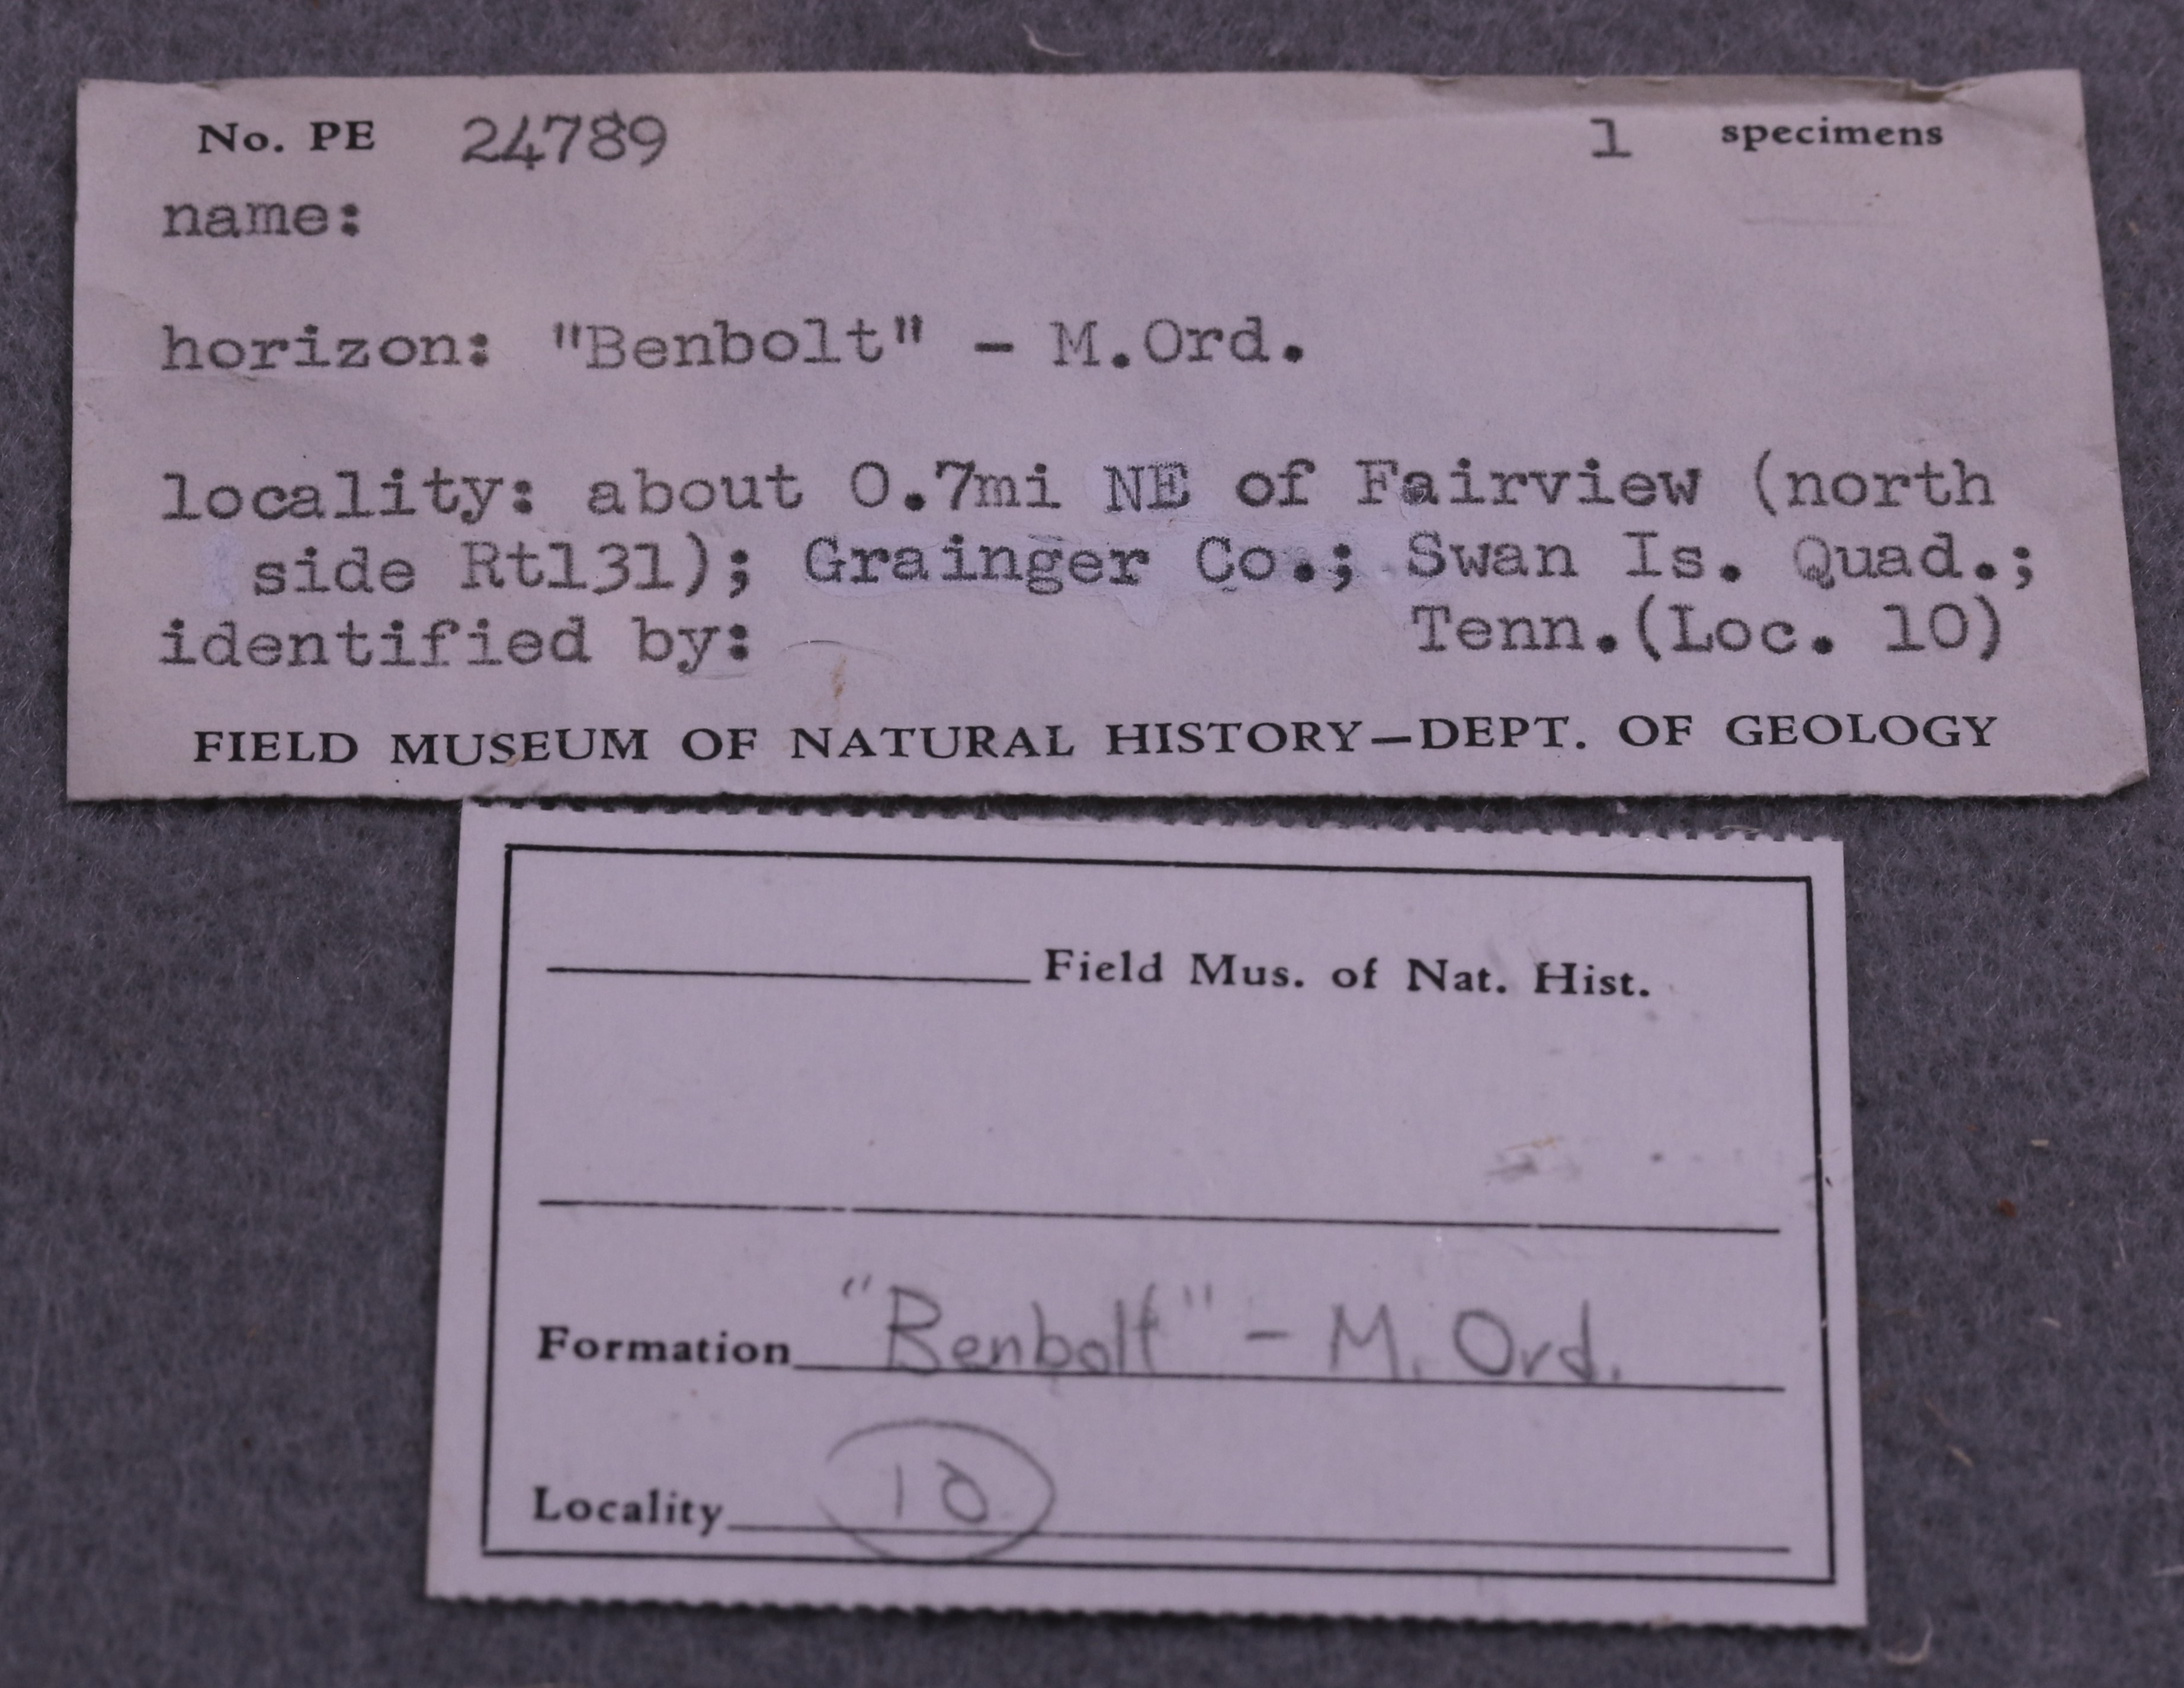 No. PE 24789 1 specimens
name:
horizon: "Benbolt" - M.Ord.
locality: about 0.7mi NE of Fairview (north
side Rt131); Grainger Co.; Swan Is. Quad.;
identified by: Tenn.(Loc. 10)
FIELD MUSEUM OF NATURAL HISTORY—DEPT. OF GEOLOGY
Field Mus. of Nat. Hist.
Formation "Benbolt" - M. Ord.
Locality 10